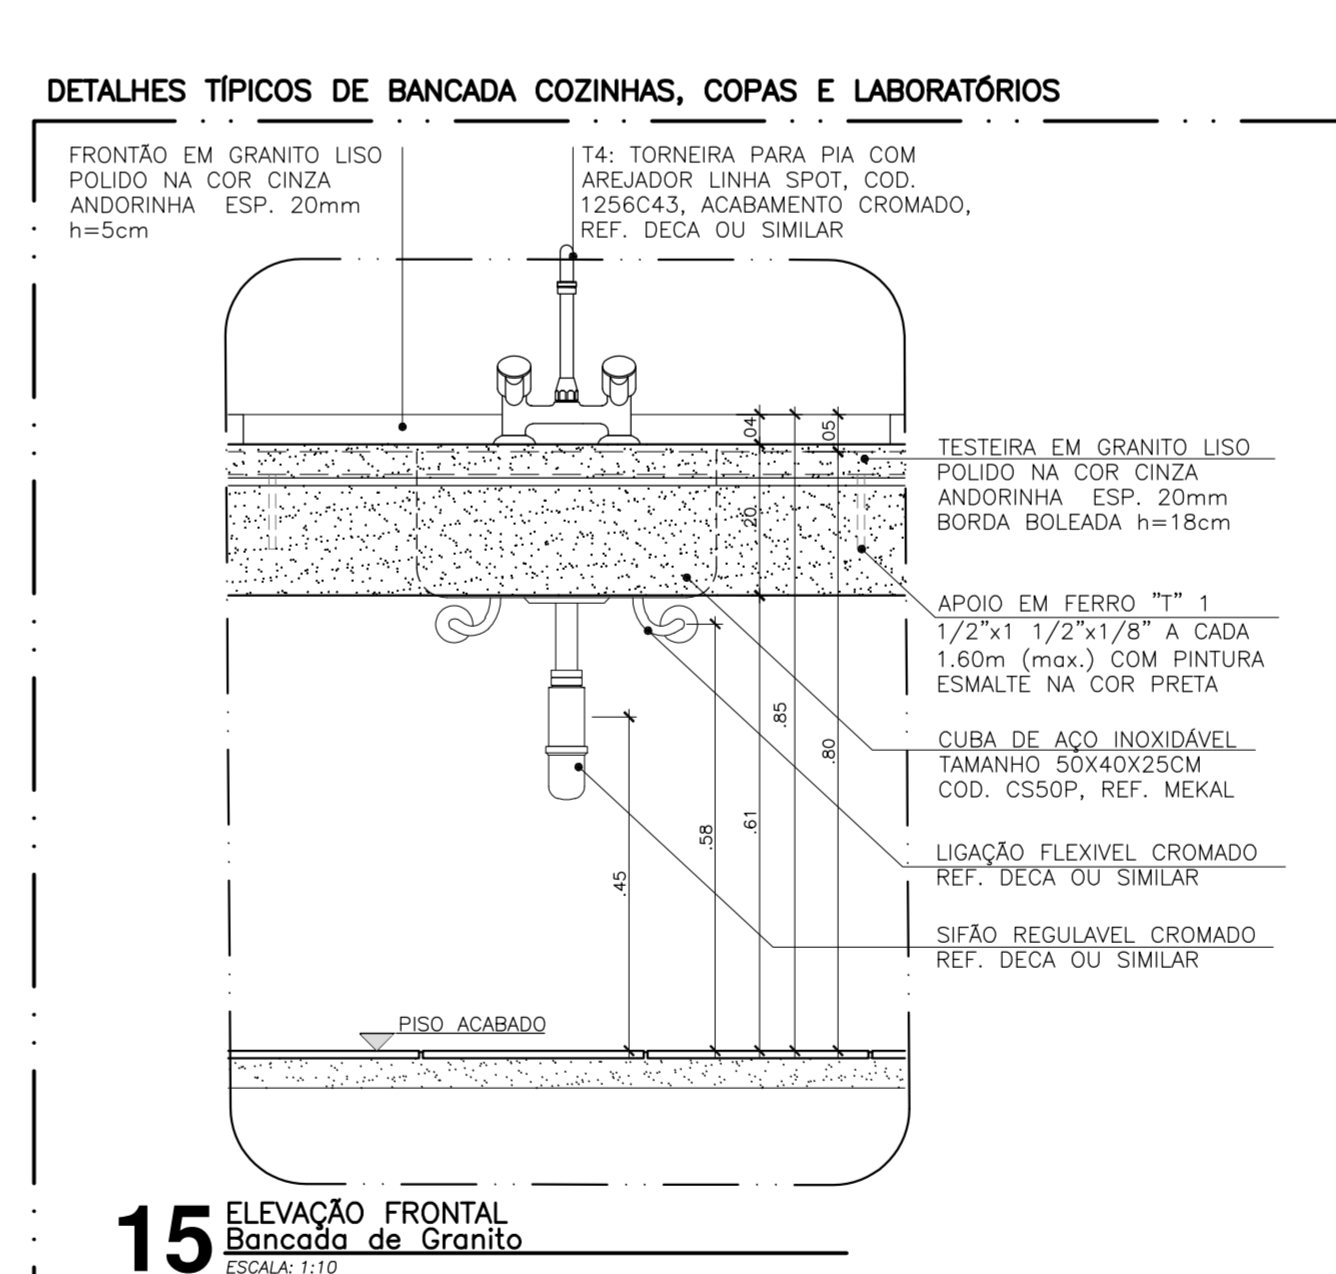 DETALHES TÍPICOS DE BANCADA COZINHAS, COPAS E LABORATÓRIOS
FRONTÃO EM GRANITO LISO
POLIDO NA COR CINZA
ANDORINHA ESP. 20mm
h=5cm
T4: TORNEIRA PARA PIA COM
AREJADOR LINHA SPOT, COD.
1256C43, ACABAMENTO CROMADO,
REF. DECA OU SIMILAR
.04
.05
.20
.85
.80
.61
.58
.45
TESTEIRA EM GRANITO LISO
POLIDO NA COR CINZA
ANDORINHA ESP. 20mm
BORDA BOLEADA h=18cm
APOIO EM FERRO "T" 1
1/2"x1 1/2"x1/8" A CADA
1.60m (max.) COM PINTURA
ESMALTE NA COR PRETA
CUBA DE AÇO INOXIDÁVEL
TAMANHO 50X40X25CM
COD. CS50P, REF. MEKAL
LIGAÇÃO FLEXIVEL CROMADO
REF. DECA OU SIMILAR
SIFÃO REGULAVEL CROMADO
REF. DECA OU SIMILAR
PISO ACABADO
15
ELEVAÇÃO FRONTAL
Bancada de Granito
ESCALA: 1:10